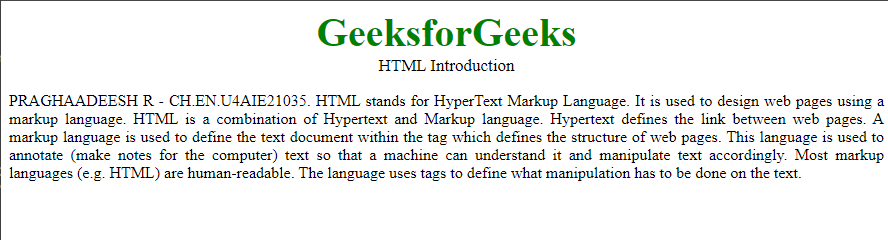 GeeksforGeeks
HTML Introduction
PRAGHAADEESH R - CH.EN.U4AIE21035. HTML stands for HyperText Markup Language. It is used to design web pages using a
markup language. HTML is a combination of Hypertext and Markup language. Hypertext defines the link between web pages. A
markup language is used to define the text document within the tag which defines the structure of web pages. This language is used to
annotate (make notes for the computer) text so that a machine can understand it and manipulate text accordingly. Most markup
languages (e.g. HTML) are human-readable. The language uses tags to define what manipulation has to be done on the text.